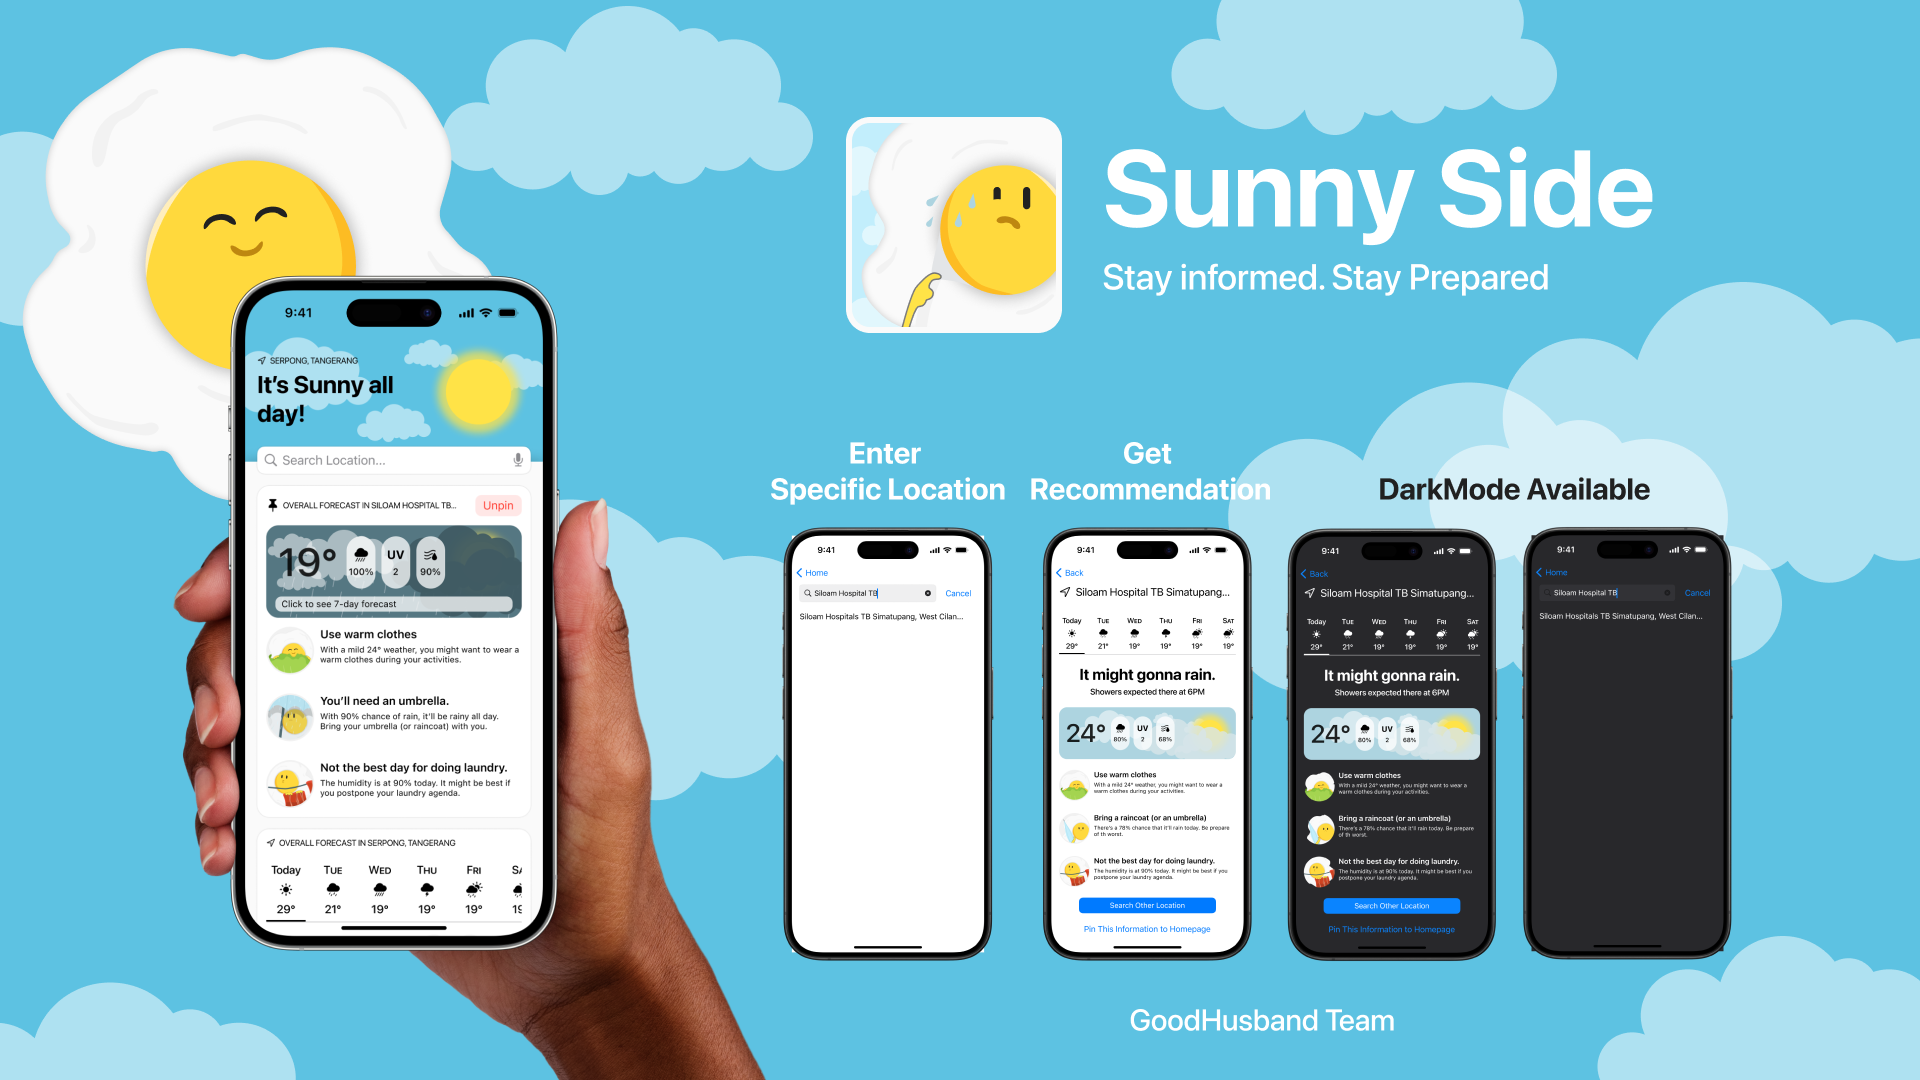 Sunny Side
Stay informed. Stay Prepared
9:41
SERPONG, TANGERANG
It's Sunny all
day!
Search Location...
OVERALL FORECAST IN SILOAM HOSPITAL TB...
Unpin
19°
100%
UV
2
90%
Click to see 7-day forecast
Use warm clothes
With a mild 24° weather, you might want to wear a
warm clothes during your activities.
You'll need an umbrella.
With 90% chance of rain, it'll be rainy all day.
Bring your umbrella (or raincoat) with you.
Not the best day for doing laundry.
The humidity is at 90% today. It might be best if
you postpone your laundry agenda.
OVERALL FORECAST IN SERPONG, TANGERANG
Today TUE WED THU FRI SA
29° 21° 19° 19° 19° 19
Enter
Specific Location
9:41
Home
Siloam Hospital TB
Cancel
Siloam Hospitals TB Simatupang, West Cilan...
Get
Recommendation
9:41
Back
Siloam Hospital TB Simatupang...
Today TUE WED THU FRI SAT
29° 21° 19° 19° 19° 19°
It might gonna rain.
Showers expected there at 6PM
24°
80%
UV
2
68%
Use warm clothes
With a mild 24° weather, you might want to wear a
warm clothes during your activities.
Bring a raincoat (or an umbrella)
There's a 78% chance that it'll rain today. Be prepare
of th worst.
Not the best day for doing laundry.
The humidity is at 90% today. It might be best if you
postpone your laundry agenda.
Search Other Location
Pin This Information to Homepage
DarkMode Available
9:41
Back
Siloam Hospital TB Simatupang...
Today TUE WED THU FRI SAT
29° 21° 19° 19° 19° 19°
It might gonna rain.
Showers expected there at 6PM
24°
80%
UV
2
68%
Use warm clothes
With a mild 24° weather, you might want to wear a
warm clothes during your activities.
Bring a raincoat (or an umbrella)
There's a 78% chance that it'll rain today. Be prepare
of th worst.
Not the best day for doing laundry.
The humidity is at 90% today. It might be best if you
postpone your laundry agenda.
Search Other Location
Pin This Information to Homepage
9:41
Home
Siloam Hospital TB
Cancel
Siloam Hospitals TB Simatupang, West Cilan...
GoodHusband Team